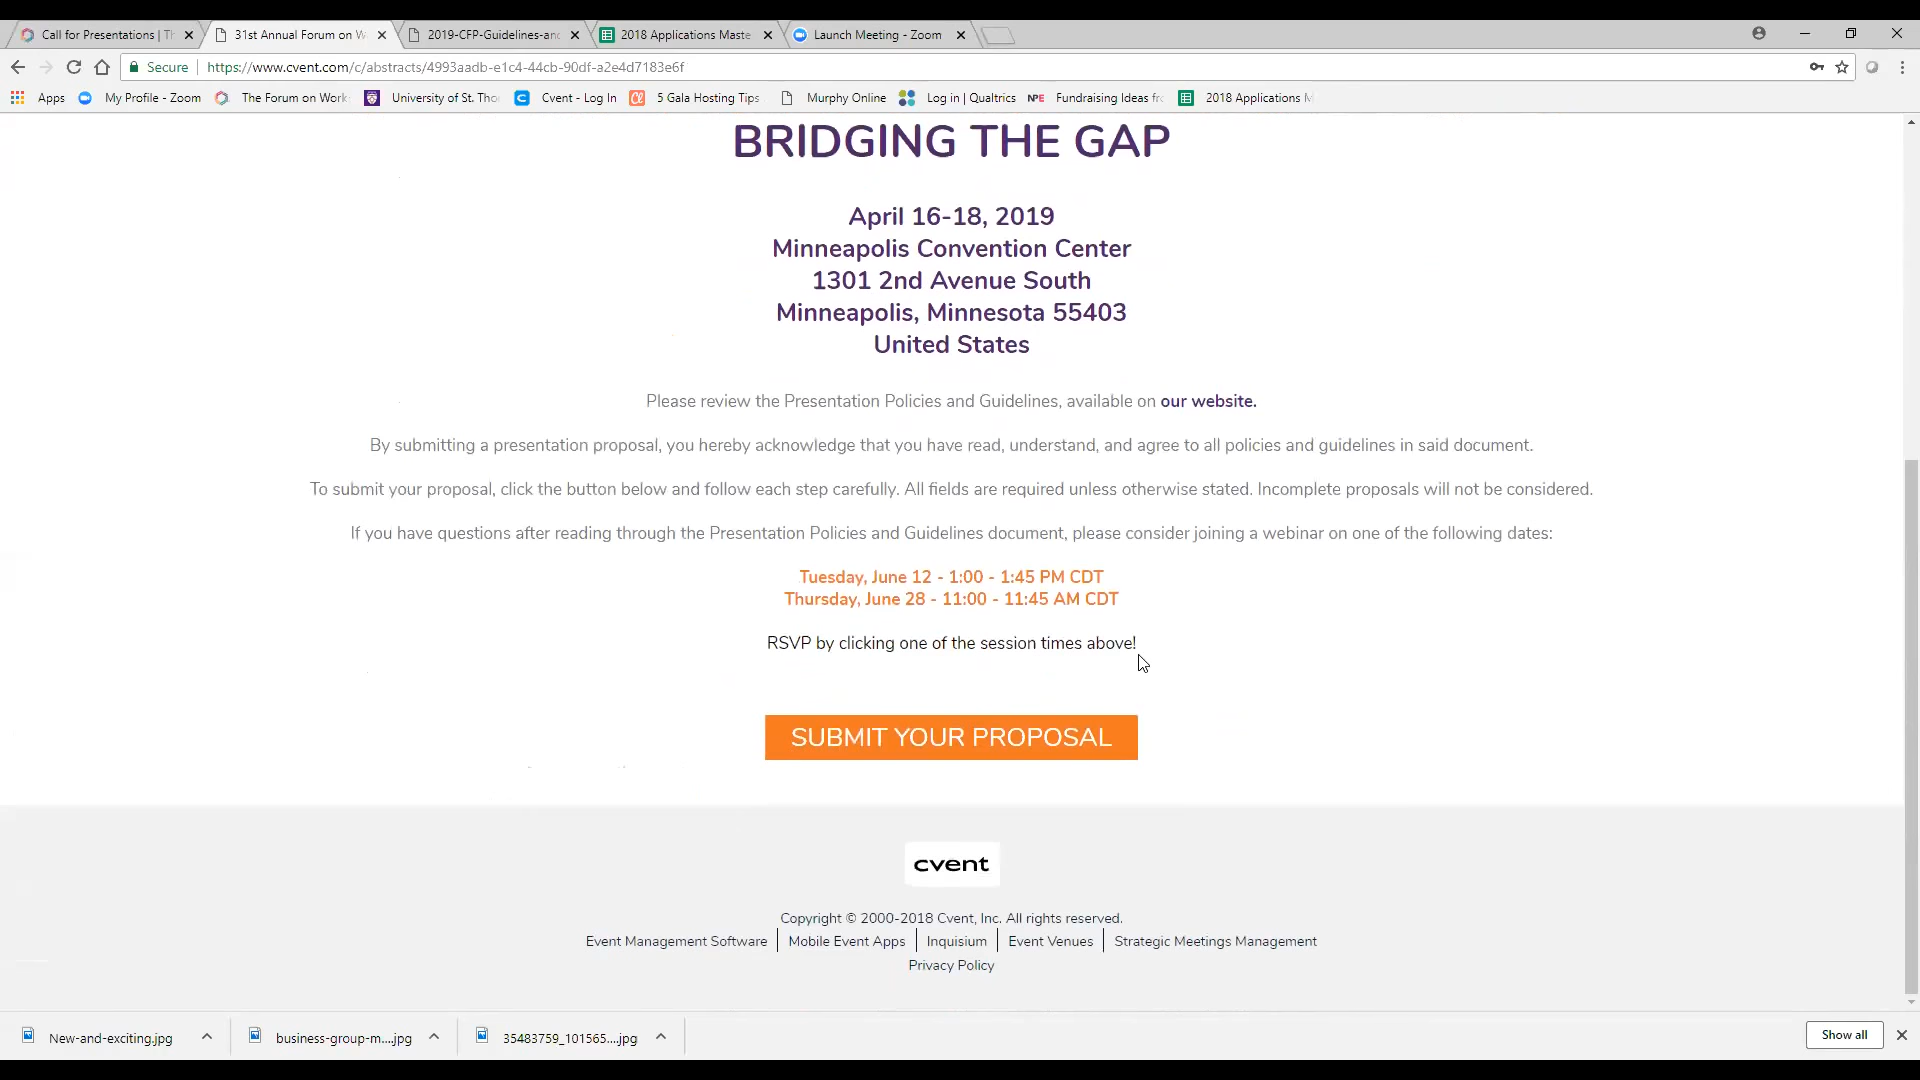 Call for Presentations | Th
31st Annual Forum on W
2019-CFP-Guidelines-and
2018 Applications Maste
Launch Meeting - Zoom
Secure
https://www.cvent.com/c/abstracts/4993aadb-e1c4-44cb-90df-a2e4d7183e6f
Apps
My Profile - Zoom
The Forum on Work
University of St. Tho
Cvent - Log In
5 Gala Hosting Tips
Murphy Online
Log in | Qualtrics
NPE
Fundraising Ideas fr
2018 Applications M
BRIDGING THE GAP
April 16-18, 2019
Minneapolis Convention Center
1301 2nd Avenue South
Minneapolis, Minnesota 55403
United States
Please review the Presentation Policies and Guidelines, available on our website.
By submitting a presentation proposal, you hereby acknowledge that you have read, understand, and agree to all policies and guidelines in said document.
To submit your proposal, click the button below and follow each step carefully. All fields are required unless otherwise stated. Incomplete proposals will not be considered.
If you have questions after reading through the Presentation Policies and Guidelines document, please consider joining a webinar on one of the following dates:
Tuesday, June 12 - 1:00 - 1:45 PM CDT
Thursday, June 28 - 11:00 - 11:45 AM CDT
RSVP by clicking one of the session times above!
SUBMIT YOUR PROPOSAL
cvent
Copyright © 2000-2018 Cvent, Inc. All rights reserved.
Event Management Software | Mobile Event Apps | Inquisium | Event Venues | Strategic Meetings Management
Privacy Policy
New-and-exciting.jpg
business-group-m....jpg
35483759_101565....jpg
Show all